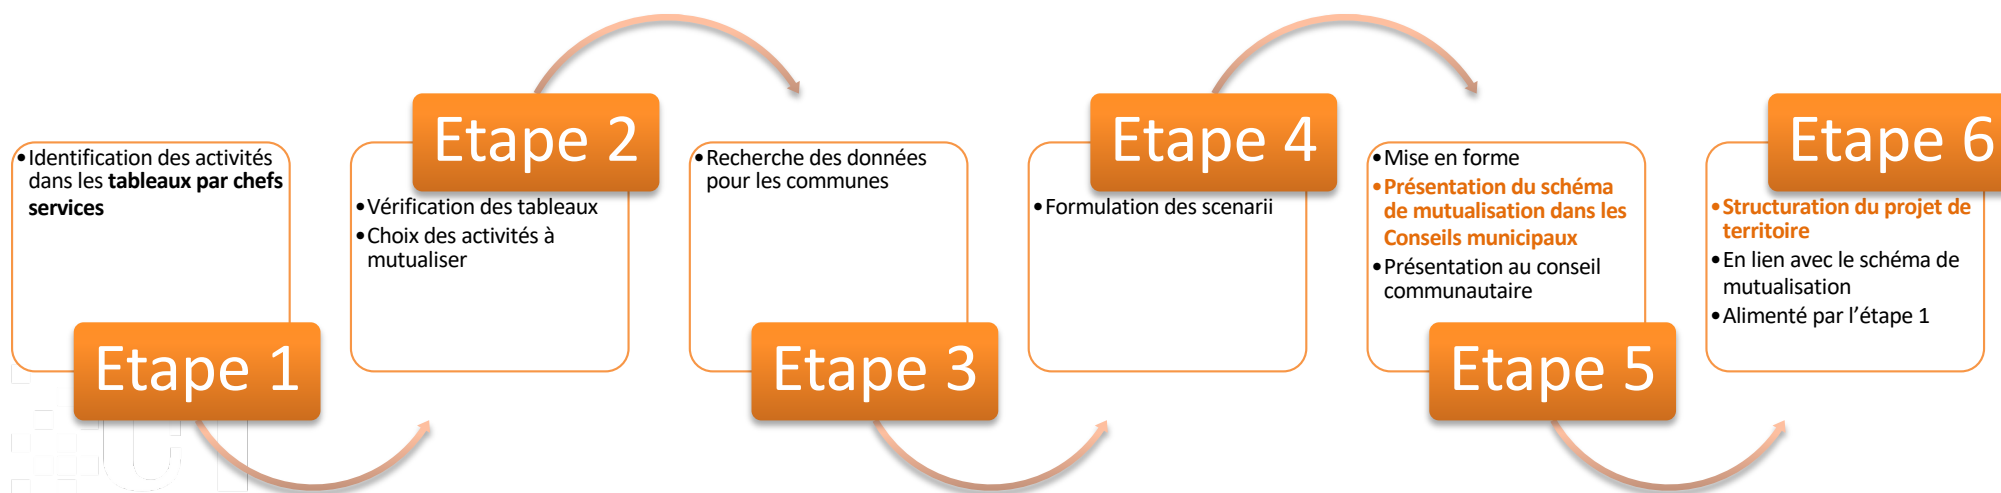 • Identification des activités
dans les tableaux par chefs
services
Etape 1
Etape 2
• Vérification des tableaux
• Choix des activités à
mutualiser
• Recherche des données
pour les communes
Etape 3
Etape 4
• Formulation des scenarii
• Mise en forme
• Présentation du schéma
de mutualisation dans les
Conseils municipaux
• Présentation au conseil
communautaire
Etape 5
Etape 6
• Structuration du projet de
territoire
• En lien avec le schéma de
mutualisation
• Alimenté par l’étape 1